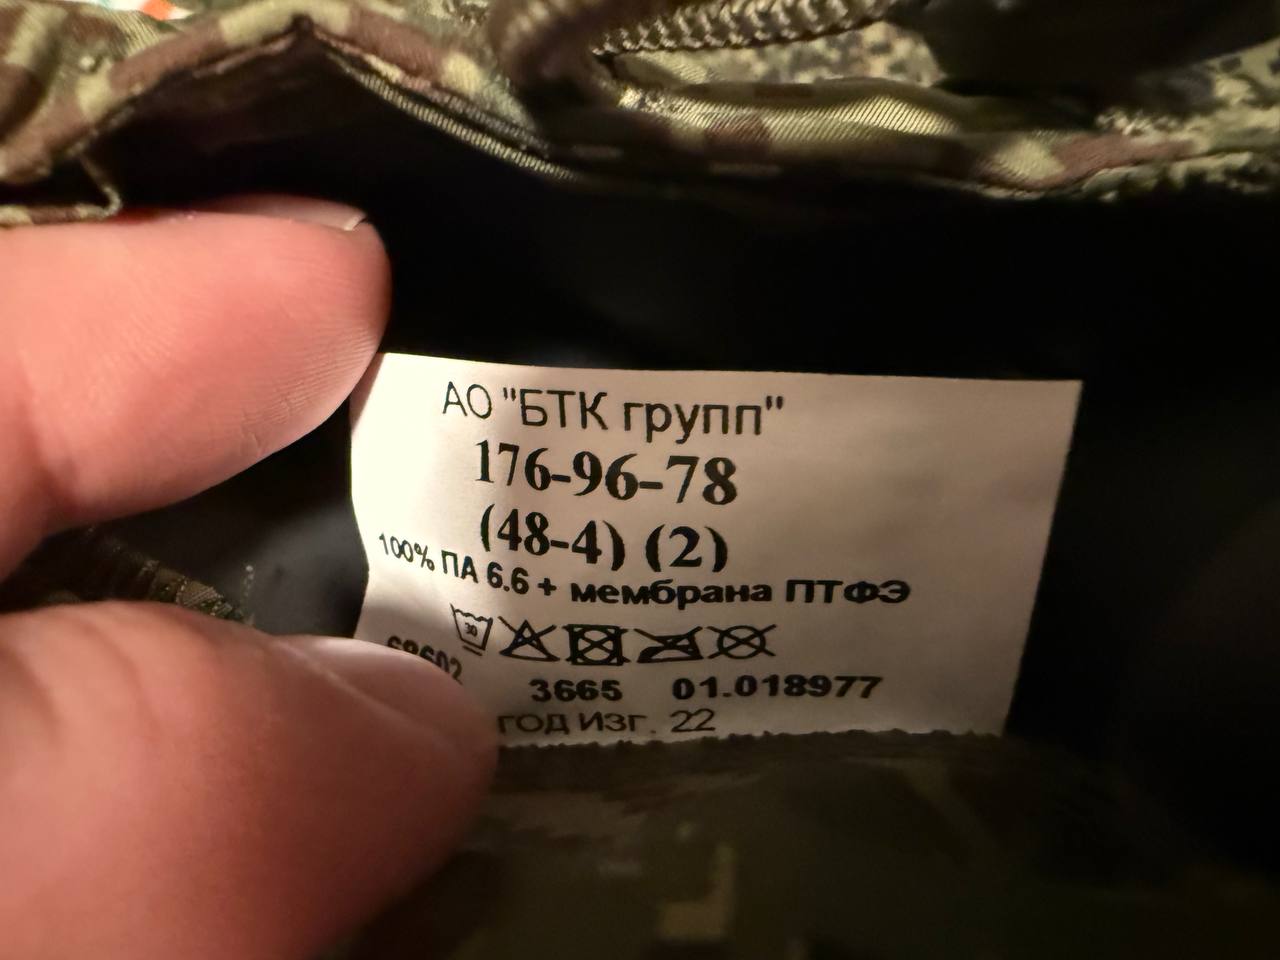 АО "БТК групп"
176-96-78
(48-4) (2)
100% ПА 6.6 + мембрана ПТФЭ
30
3665 01.018977
ГОД ИЗГ. 22